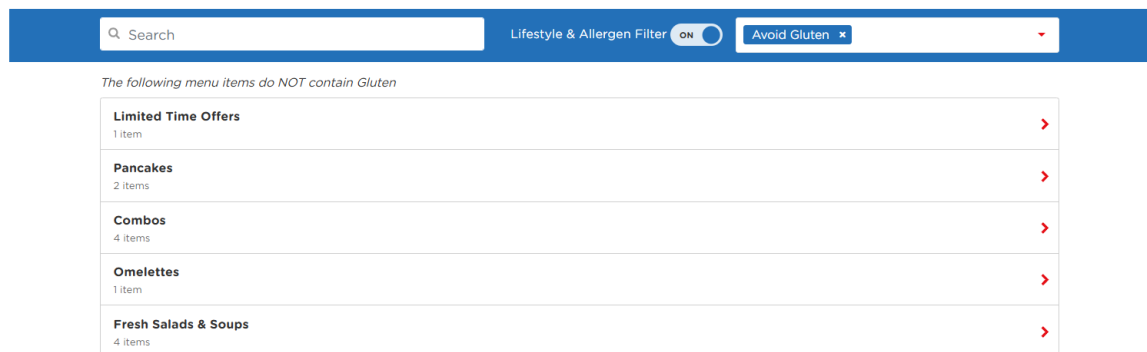 Search
Lifestyle & Allergen Filter ON
Avoid Gluten ×
The following menu items do NOT contain Gluten
Limited Time Offers
1 item
Pancakes
2 items
Combos
4 items
Omelettes
1 item
Fresh Salads & Soups
4 items